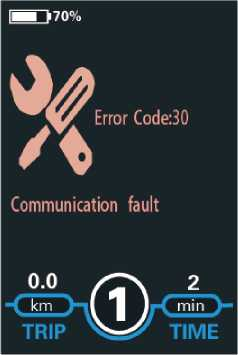 70%
Error Code:30
Communication fault
0.0 2
km 1 min
TRIP TIME